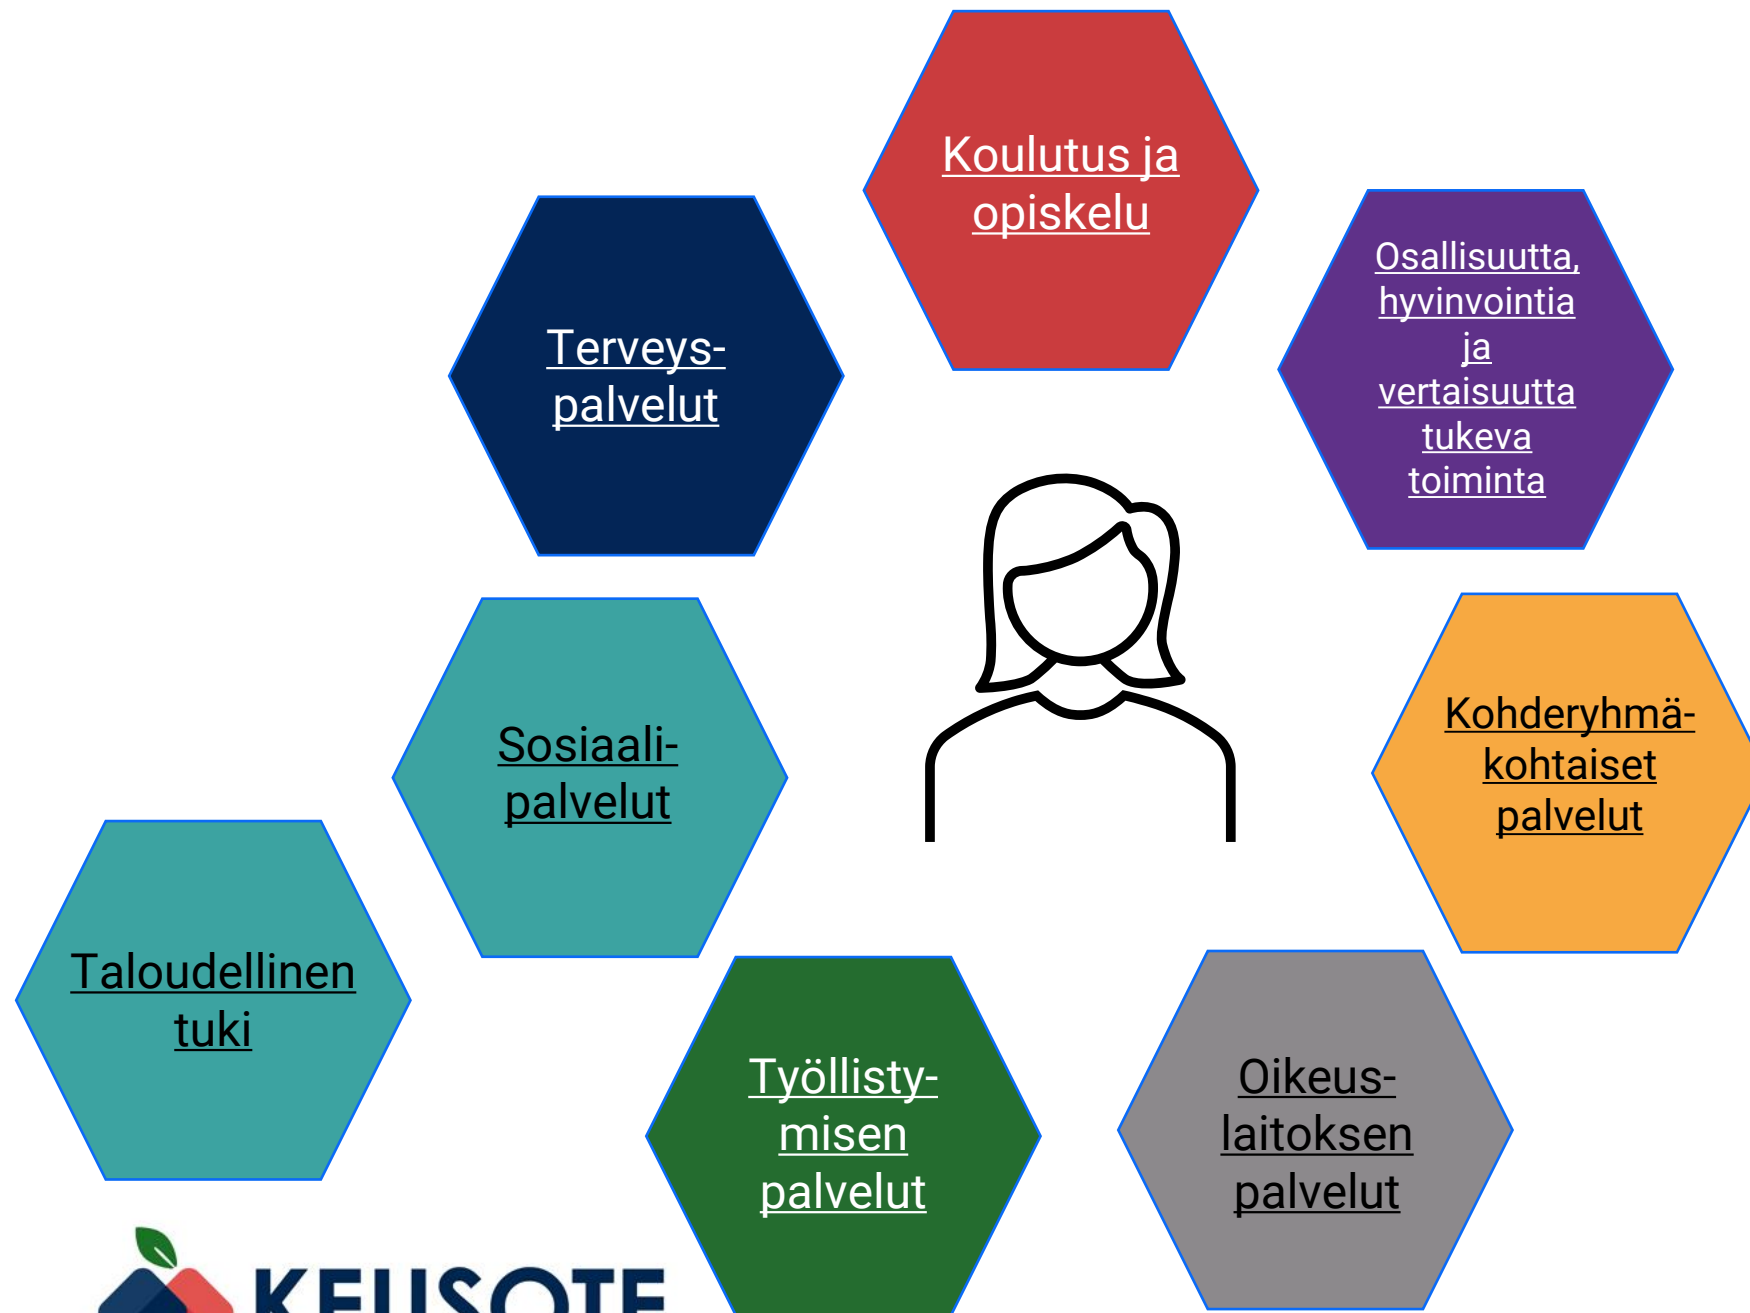 Koulutus ja
opiskelu
Terveys-
palvelut
Osallisuutta,
hyvinvointia
ja
vertaisuutta
tukeva
toiminta
Sosiaali-
palvelut
Kohderyhmä-
kohtaiset
palvelut
Taloudellinen
tuki
Työllisty-
misen
palvelut
Oikeus-
laitoksen
palvelut
KEUSOTE